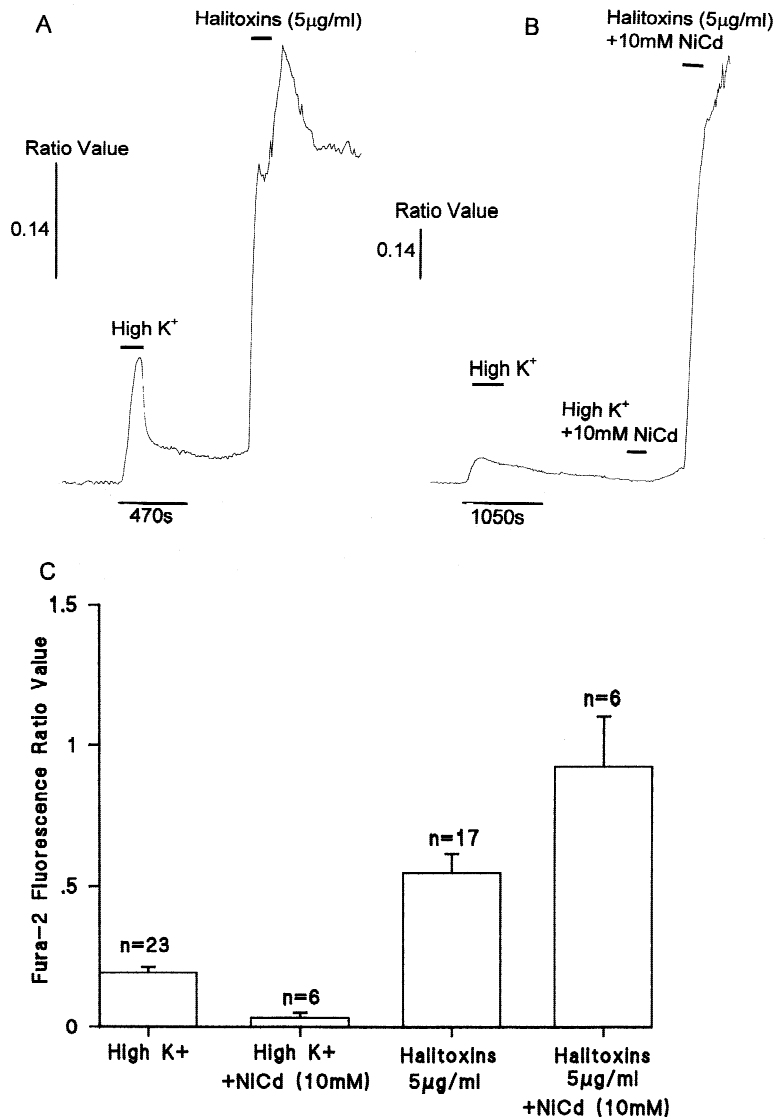 A
Halitoxins (5µg/ml)
Ratio Value
0.14
High K+
470s
B
Halitoxins (5µg/ml)
+10mM NiCd
Ratio Value
0.14
High K+
High K+
+10mM NiCd
1050s
C
Fura-2 Fluorescence Ratio Value
1.5
1
.5
0
n=23
n=6
n=17
n=6
High K+
High K+
+NiCd (10mM)
Halitoxins
5µg/ml
Halitoxins
5µg/ml
+NiCd (10mM)